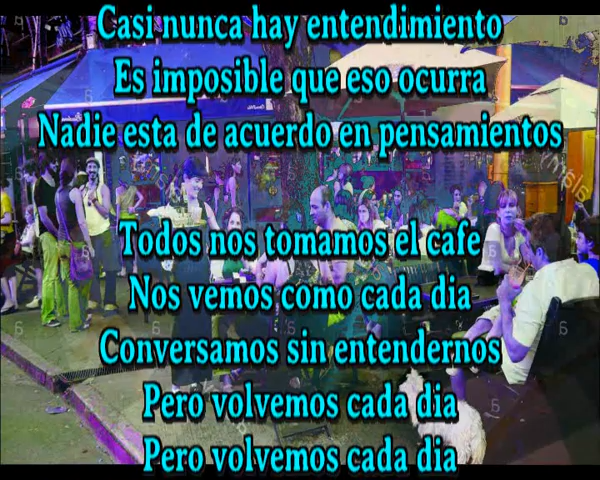 Casi nunca hay entendimiento
Es imposible que eso ocurra
Nadie esta de acuerdo en pensamientos
Todos nos tomamos el cafe
Nos vemos como cada dia
Conversamos sin entendernos
Pero volvemos cada dia
Pero volvemos cada dia